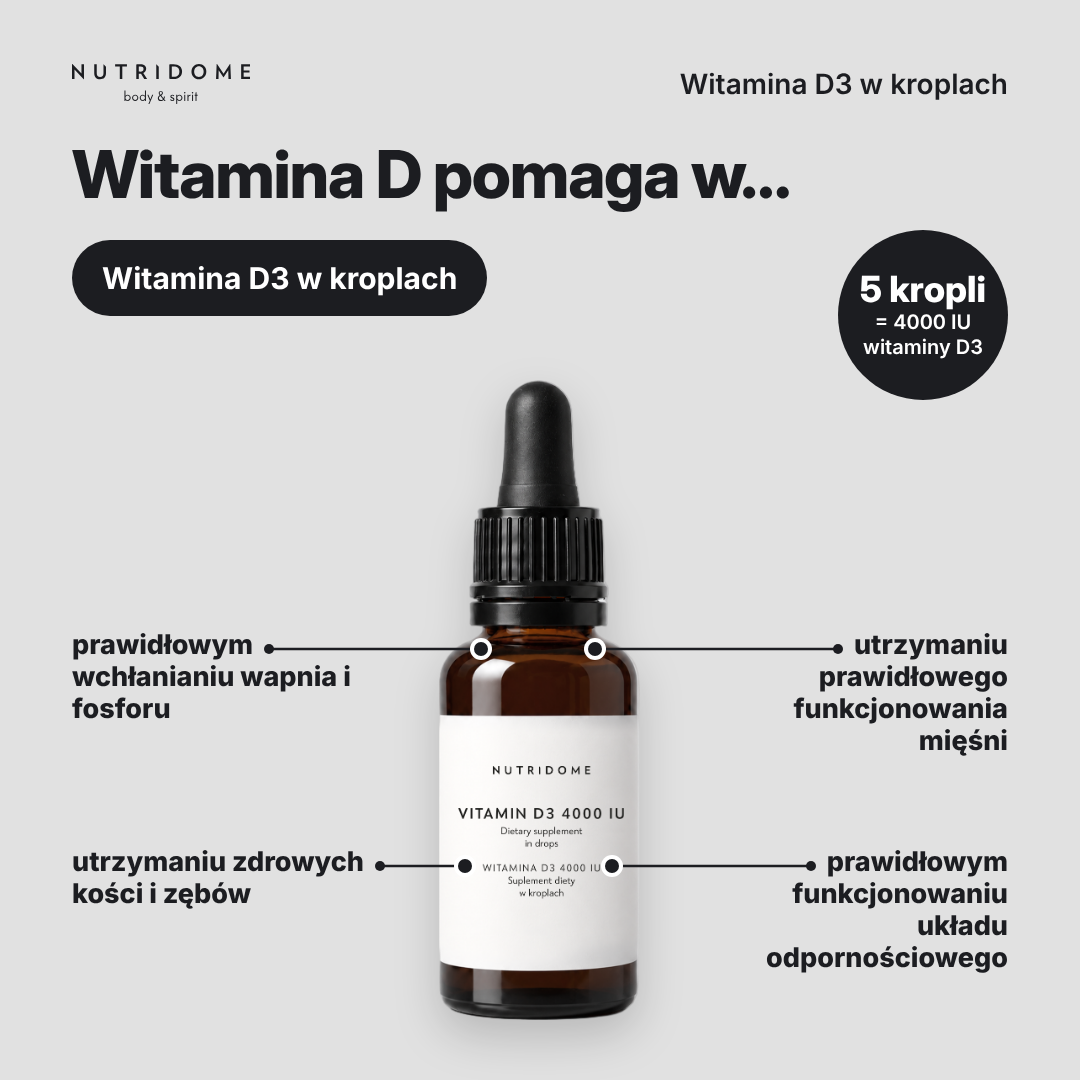 NUTRIDOME
body & spirit
Witamina D3 w kroplach
Witamina D pomaga w...
Witamina D3 w kroplach
5 kropli
= 4000 IU
witaminy D3
prawidłowym
wchłanianiu wapnia i
fosforu
utrzymaniu
prawidłowego
funkcjonowania
mięśni
NUTRIDOME
VITAMIN D3 4000 IU
Dietary supplement
in drops
WITAMINA D3 4000 IU
Suplement diety
w kroplach
utrzymaniu zdrowych
kości i zębów
prawidłowym
funkcjonowaniu
układu
odpornościowego